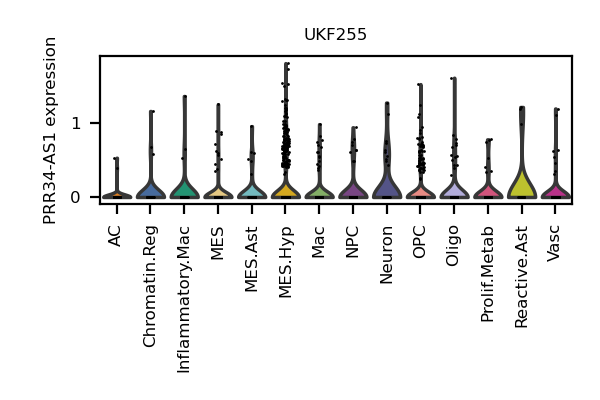 UKF255
PRR34-AS1 expression
1
0
AC
Chromatin.Reg
Inflammatory.Mac
MES
MES.Ast
MES.Hyp
Mac
NPC
Neuron
OPC
Oligo
Prolif.Metab
Reactive.Ast
Vasc